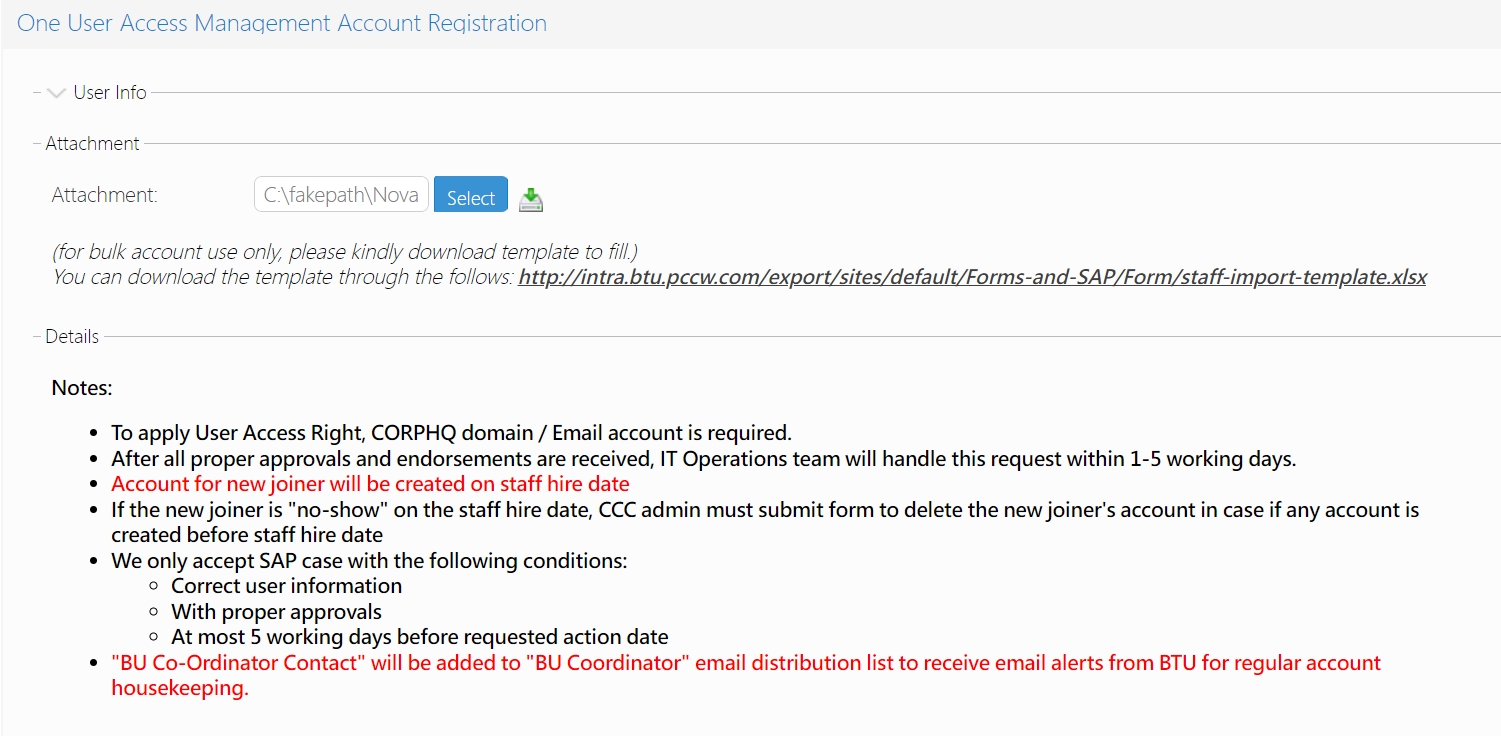 One User Access Management Account Registration
User Info
Attachment
Attachment:
C:\fakepath\Nova
Select
(for bulk account use only, please kindly download template to fill.)
You can download the template through the follows: http://intra.btu.pccw.com/export/sites/default/Forms-and-SAP/Form/staff-import-template.xlsx
Details
Notes:
To apply User Access Right, CORPHQ domain / Email account is required.
After all proper approvals and endorsements are received, IT Operations team will handle this request within 1-5 working days.
Account for new joiner will be created on staff hire date
If the new joiner is "no-show" on the staff hire date, CCC admin must submit form to delete the new joiner's account in case if any account is
created before staff hire date
We only accept SAP case with the following conditions:
Correct user information
With proper approvals
At most 5 working days before requested action date
"BU Co-Ordinator Contact" will be added to "BU Coordinator" email distribution list to receive email alerts from BTU for regular account
housekeeping.